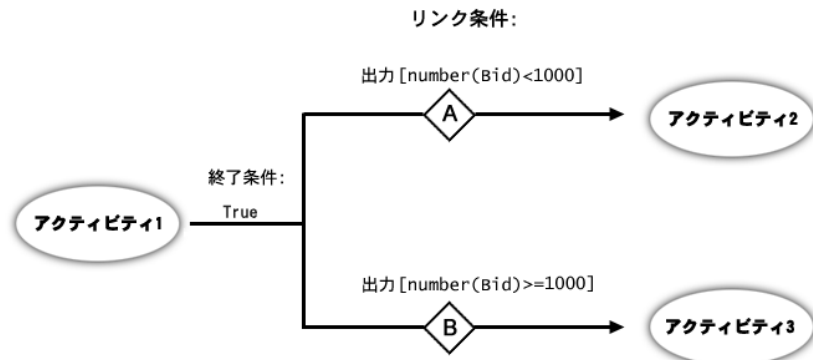 リンク条件:
出力[number(Bid)<1000]
A
アクティビティ2
終了条件:
True
アクティビティ1
出力[number(Bid)>=1000]
B
アクティビティ3